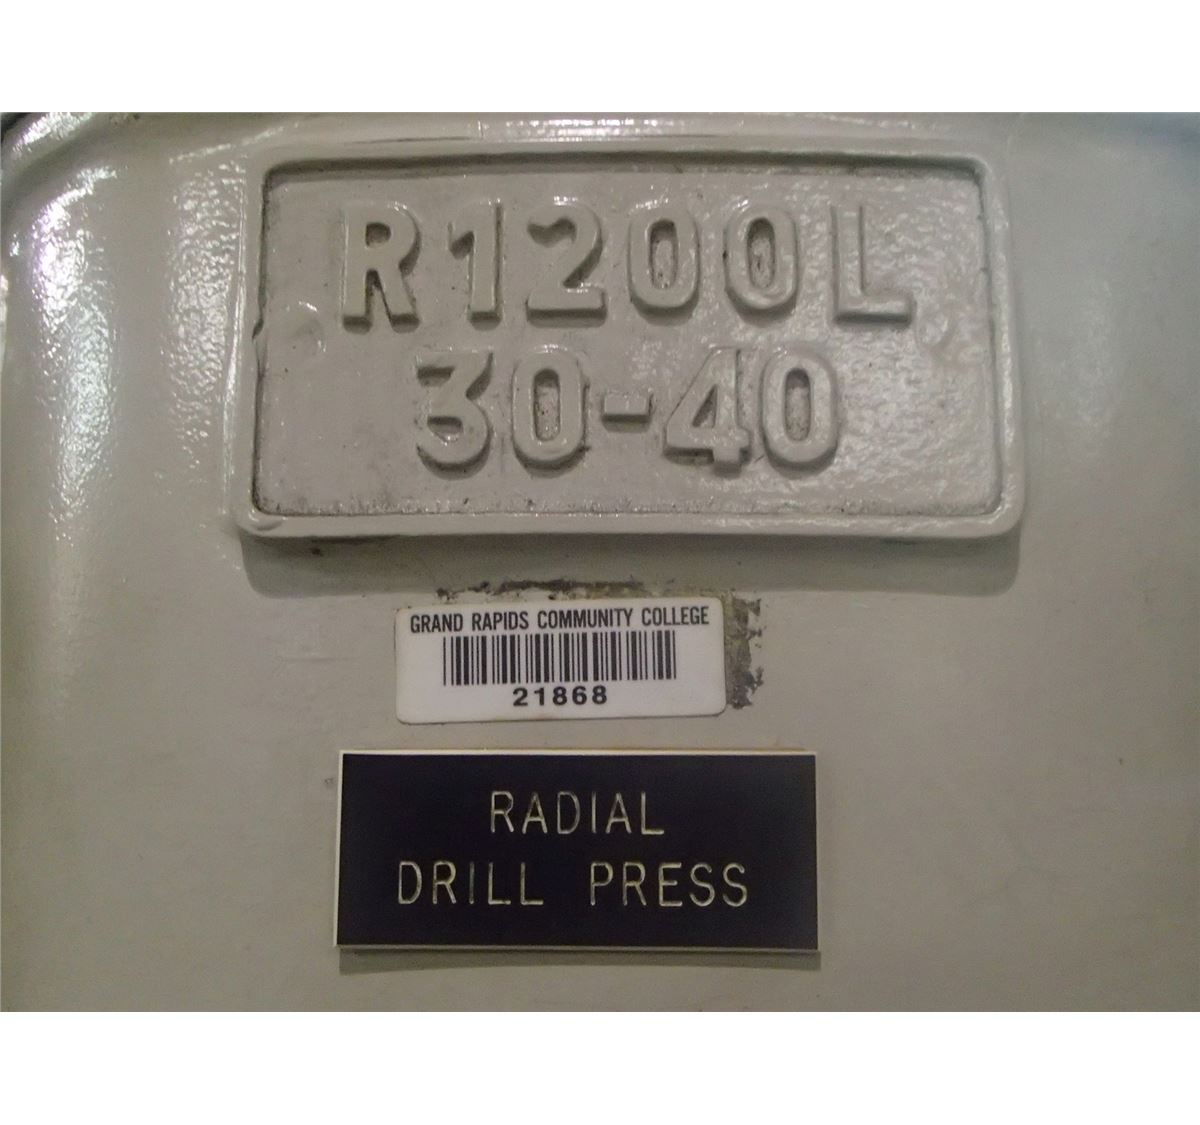 R1200L
30-40
GRAND RAPIDS COMMUNITY COLLEGE
21868
RADIAL
DRILL PRESS